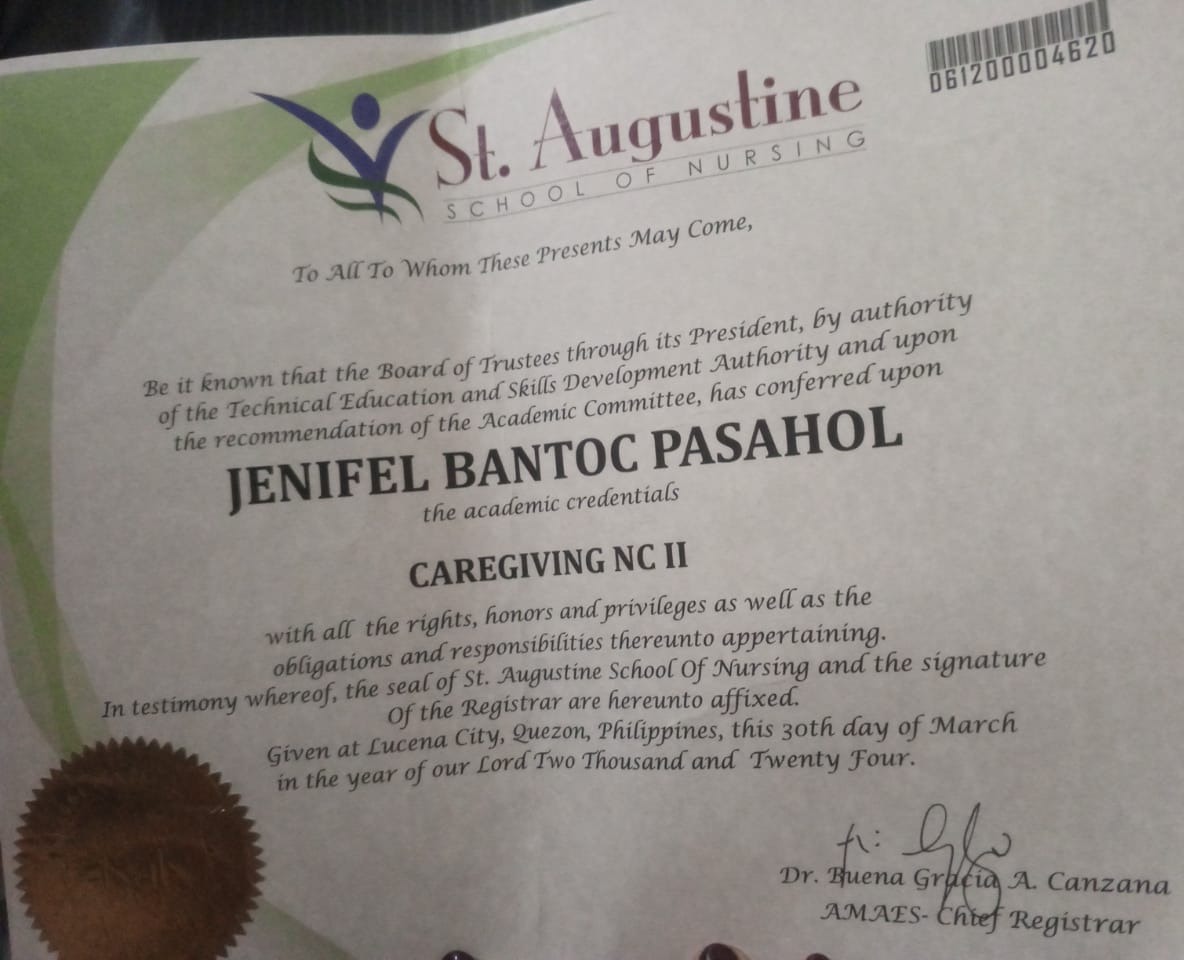 061200004620
St. Augustine
SCHOOL OF NURSING
To All To Whom These Presents May Come,
Be it known that the Board of Trustees through its President, by authority
of the Technical Education and Skills Development Authority and upon
the recommendation of the Academic Committee, has conferred upon
JENIFEL BANTOC PASAHOL
the academic credentials
CAREGIVING NC II
with all the rights, honors and privileges as well as the
obligations and responsibilities thereunto appertaining.
In testimony whereof, the seal of St. Augustine School Of Nursing and the signature
Of the Registrar are hereunto affixed.
Given at Lucena City, Quezon, Philippines, this 30th day of March
in the year of our Lord Two Thousand and Twenty Four.
Dr. Buena Gracia A. Canzana
AMAES- Chief Registrar